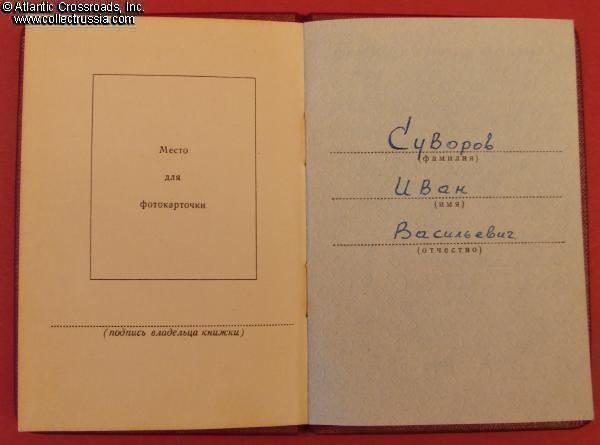 © Atlantic Crossroads, Inc.
www.collectrussia.com
Место
для
фотокарточки
(подпись владельца книжки)
Суворов
(фамилия)
Иван
(имя)
Васильевич
(отчество)